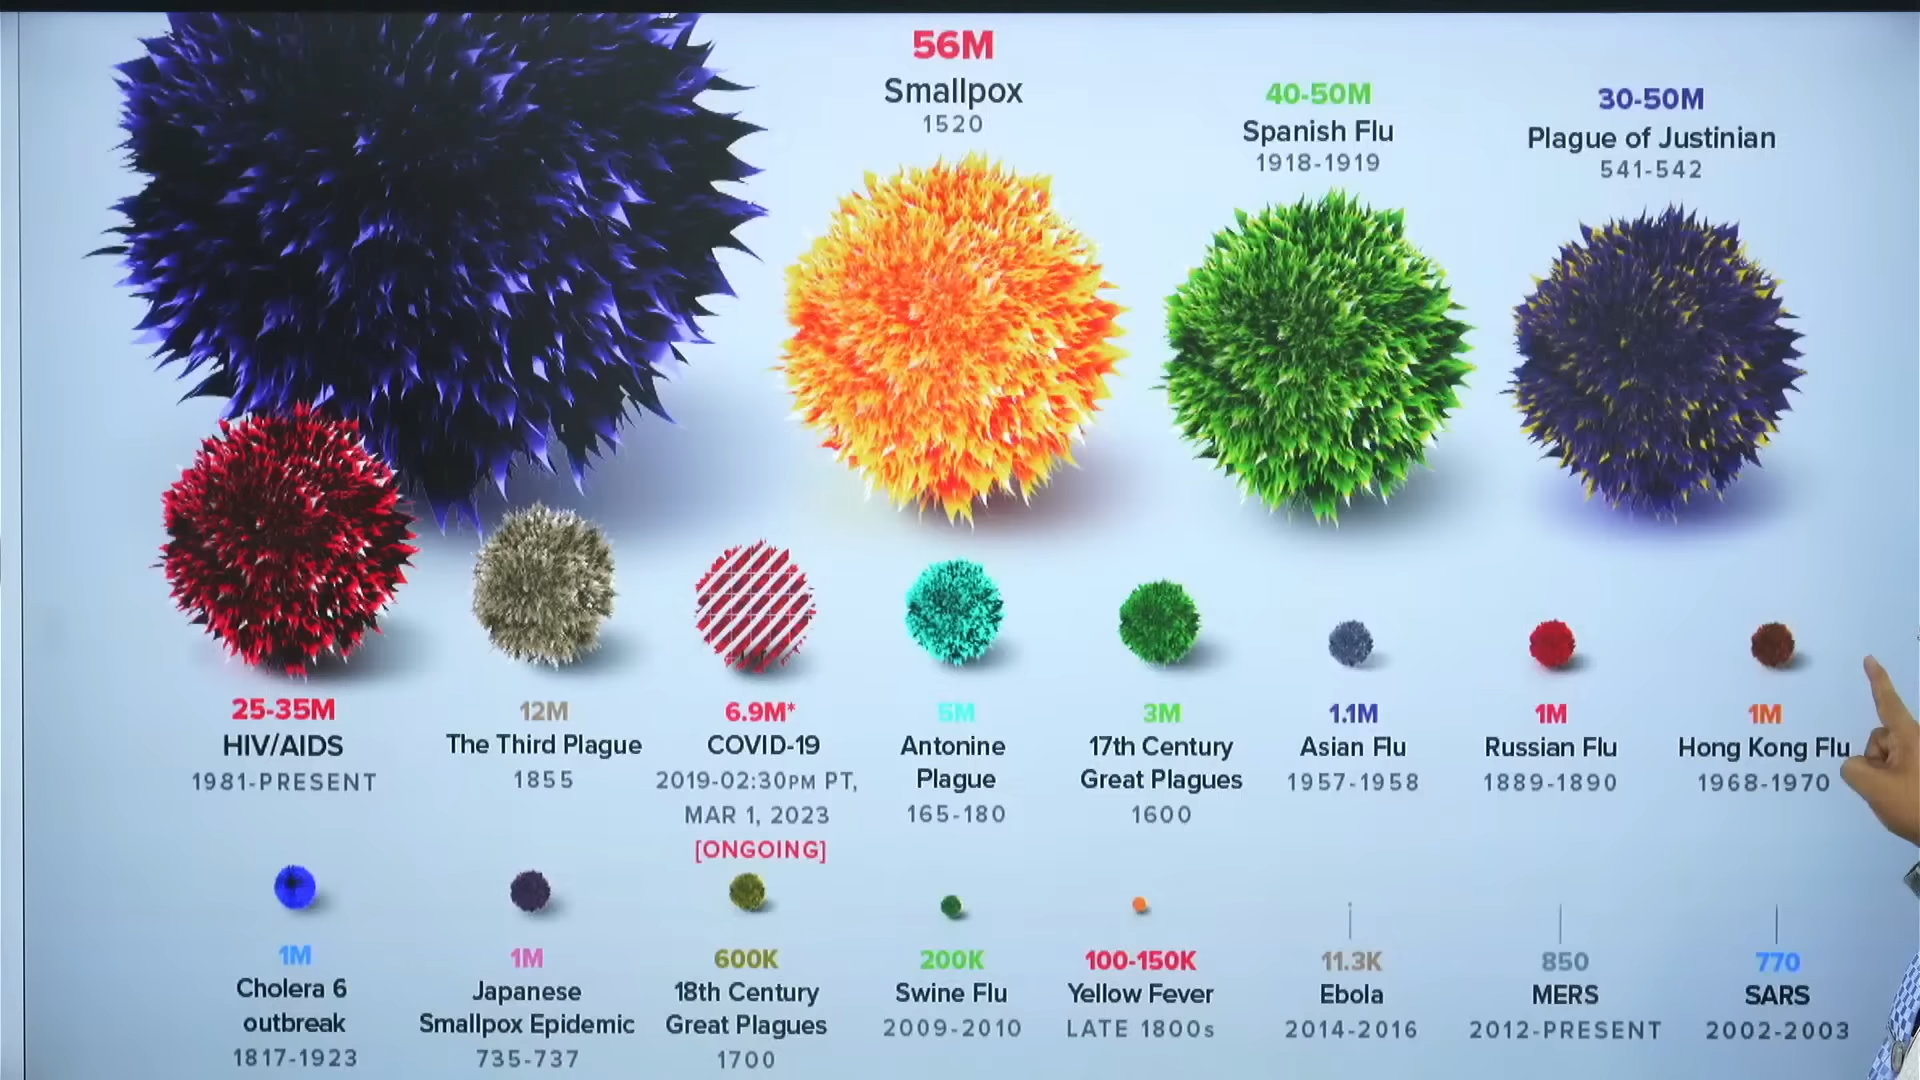 56M
Smallpox
1520
40-50M
Spanish Flu
1918-1919
30-50M
Plague of Justinian
541-542
25-35M
HIV/AIDS
1981-PRESENT
12M
The Third Plague
1855
6.9M*
COVID-19
2019-02:30PM PT,
MAR 1, 2023
[ONGOING]
5M
Antonine
Plague
165-180
3M
17th Century
Great Plagues
1600
1.1M
Asian Flu
1957-1958
1M
Russian Flu
1889-1890
1M
Hong Kong Flu
1968-1970
1M
Cholera 6
outbreak
1817-1923
1M
Japanese
Smallpox Epidemic
735-737
600K
18th Century
Great Plagues
1700
200K
Swine Flu
2009-2010
100-150K
Yellow Fever
LATE 1800s
11.3K
Ebola
2014-2016
850
MERS
2012-PRESENT
770
SARS
2002-2003